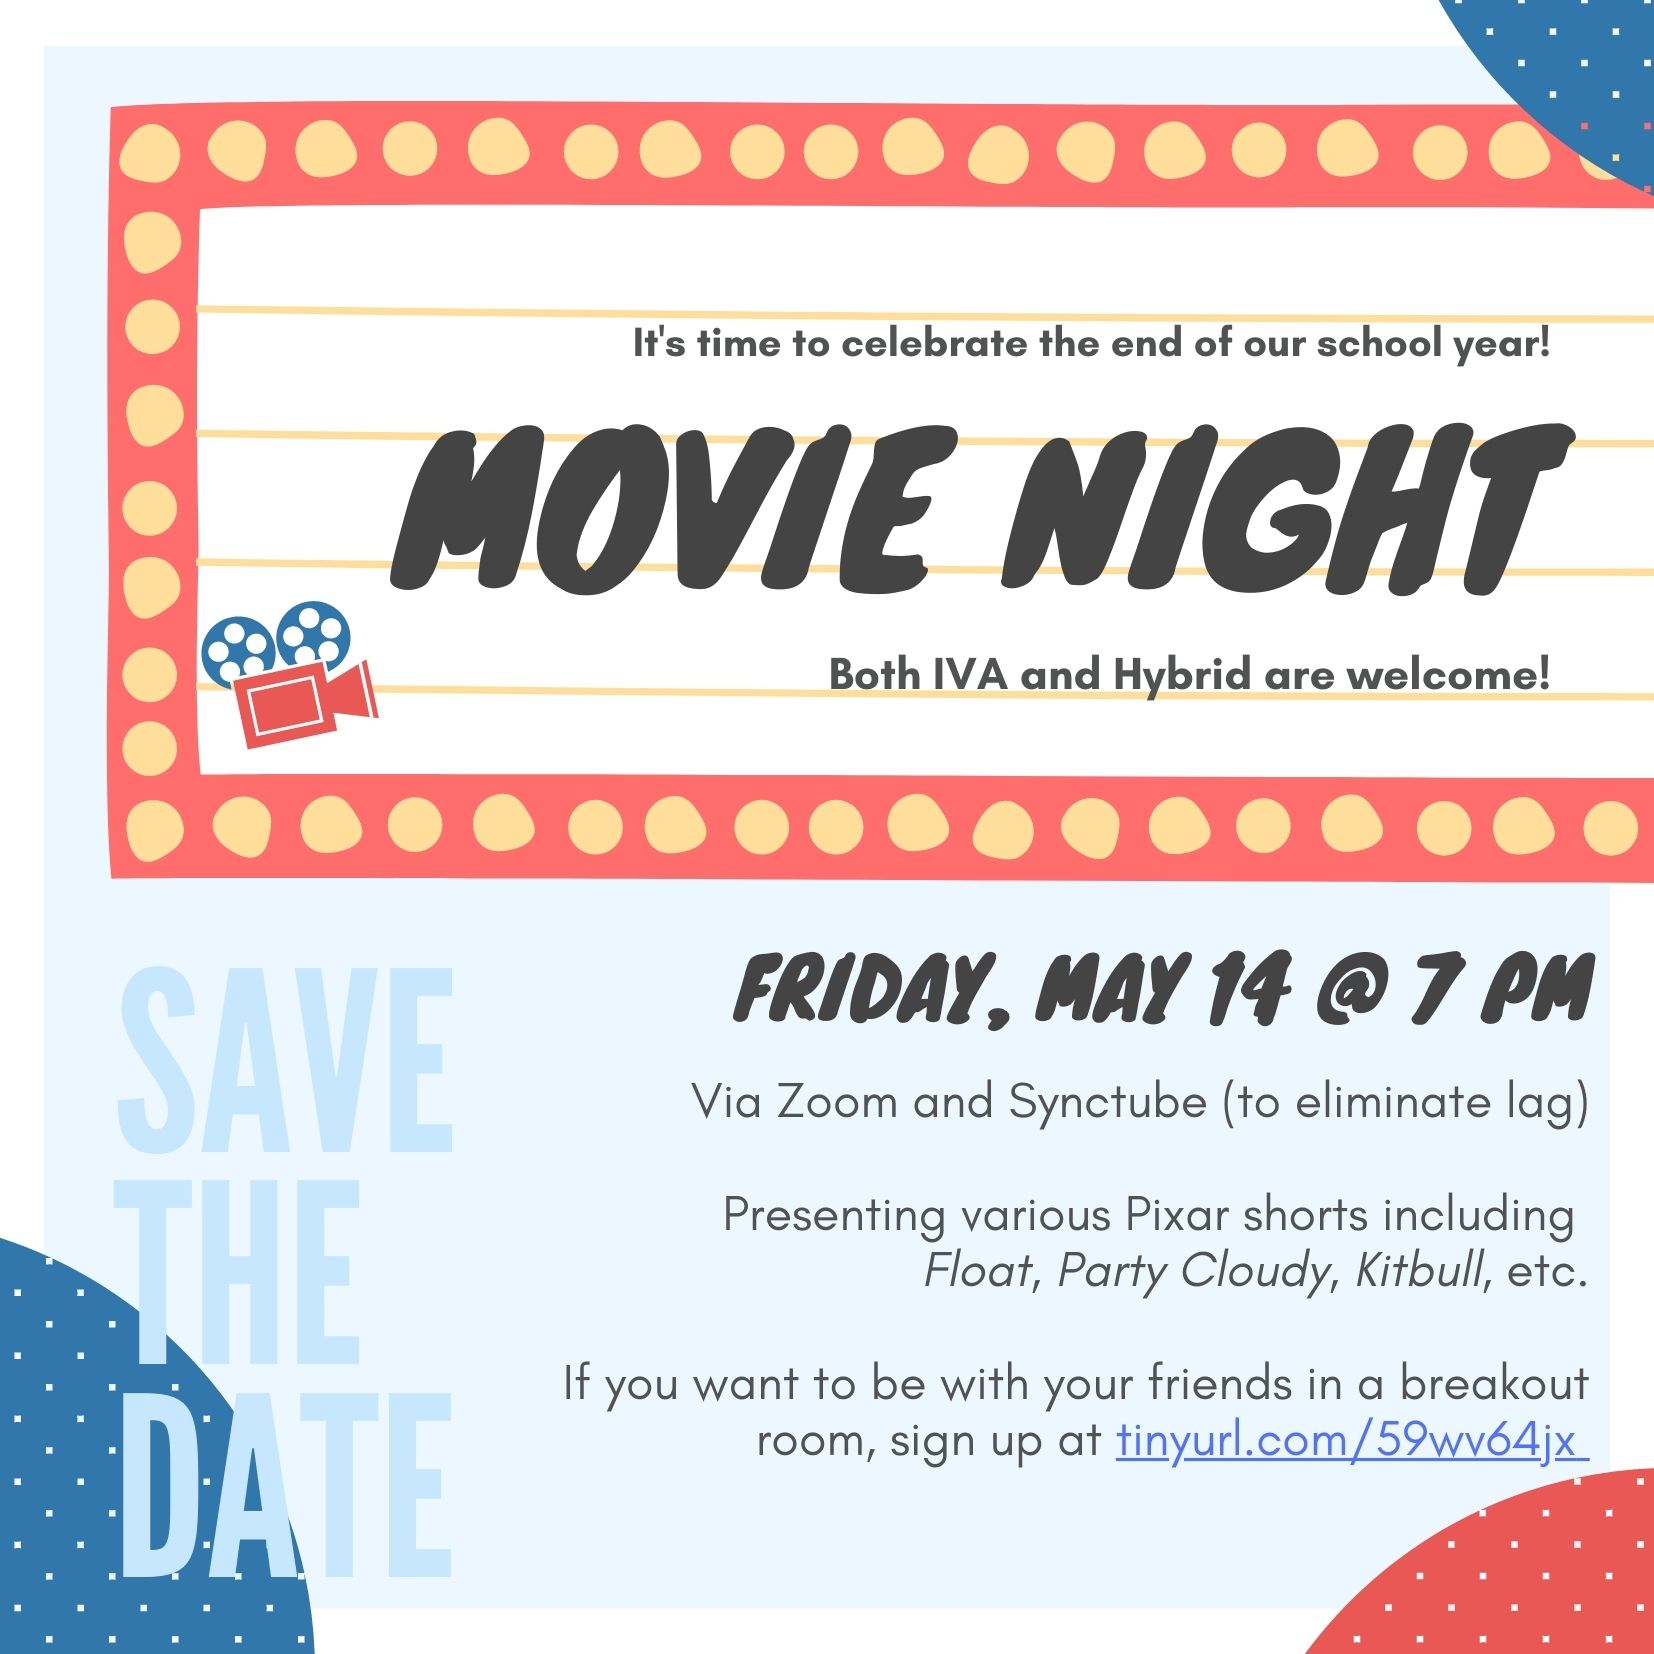 It's time to celebrate the end of our school year!
MOVIE NIGHT
Both IVA and Hybrid are welcome!
SAVE
THE
DATE
FRIDAY, MAY 14 @ 7 PM
Via Zoom and Synctube (to eliminate lag)
Presenting various Pixar shorts including
Float, Party Cloudy, Kitbull, etc.
If you want to be with your friends in a breakout
room, sign up at tinyurl.com/59wv64jx